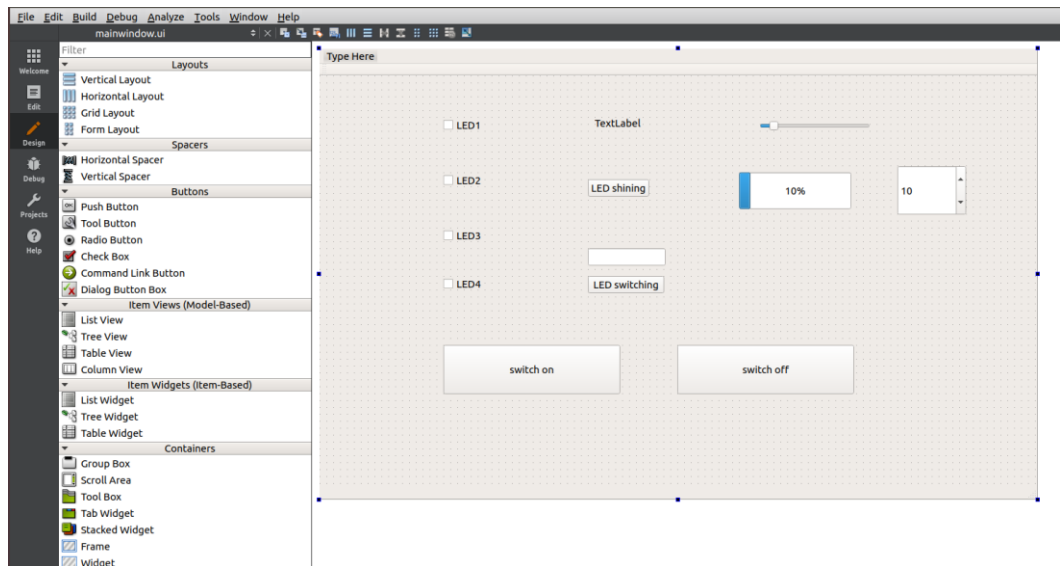 File Edit Build Debug Analyze Tools Window Help
mainwindow.ui
Welcome
Edit
Design
Debug
Projects
Help
Filter
Layouts
Vertical Layout
Horizontal Layout
Grid Layout
Form Layout
Spacers
Horizontal Spacer
Vertical Spacer
Buttons
Push Button
Tool Button
Radio Button
Check Box
Command Link Button
Dialog Button Box
Item Views (Model-Based)
List View
Tree View
Table View
Column View
Item Widgets (Item-Based)
List Widget
Tree Widget
Table Widget
Containers
Group Box
Scroll Area
Tool Box
Tab Widget
Stacked Widget
Frame
Widget
Type Here
LED1 TextLabel
LED2 LED shining 10% 10
LED3
LED4 LED switching
switch on switch off